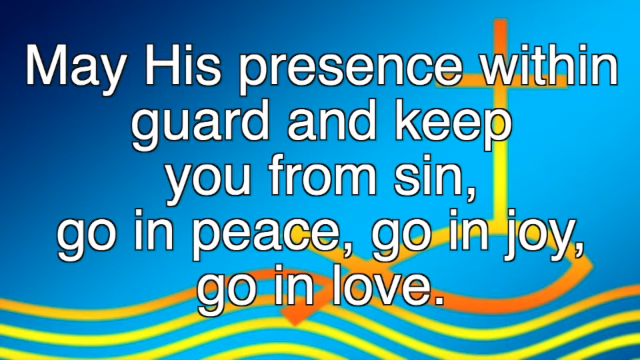 May His presence within
guard and keep
you from sin,
go in peace, go in joy,
go in love.